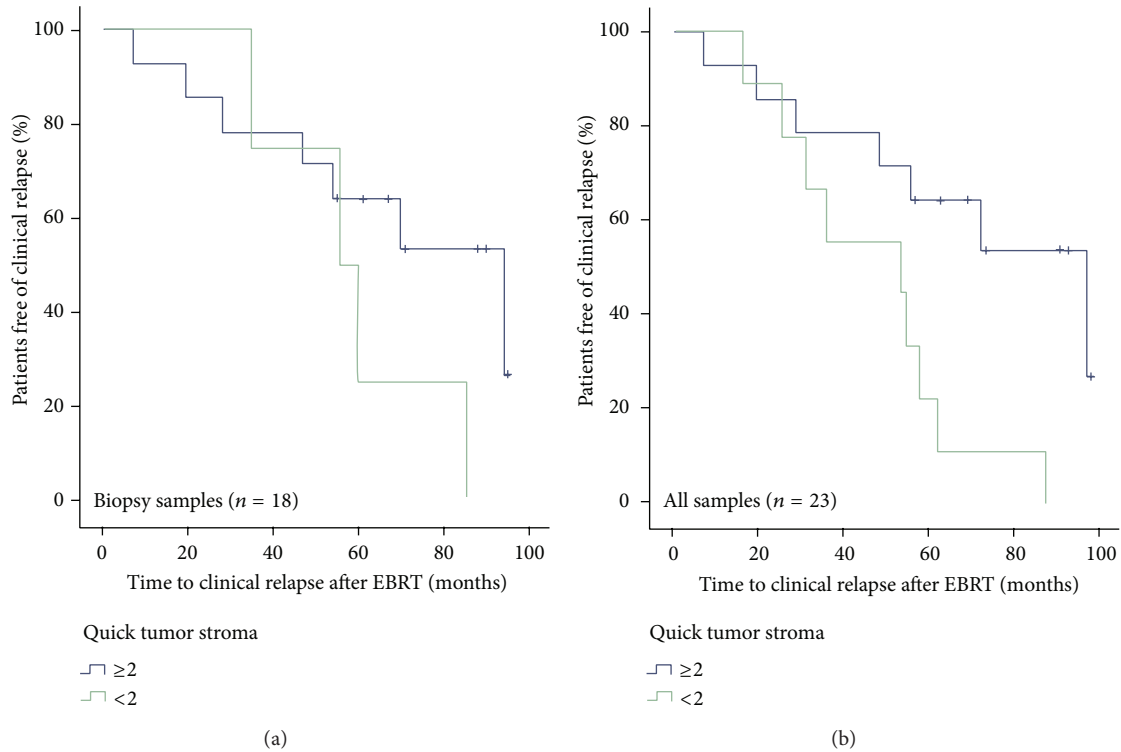 100
80
60
40
20
0
Patients free of clinical relapse (%)
Biopsy samples (n = 18)
0 20 40 60 80 100
Time to clinical relapse after EBRT (months)
Quick tumor stroma
≥2
<2
(a)
100
80
60
40
20
0
Patients free of clinical relapse (%)
All samples (n = 23)
0 20 40 60 80 100
Time to clinical relapse after EBRT (months)
Quick tumor stroma
≥2
<2
(b)